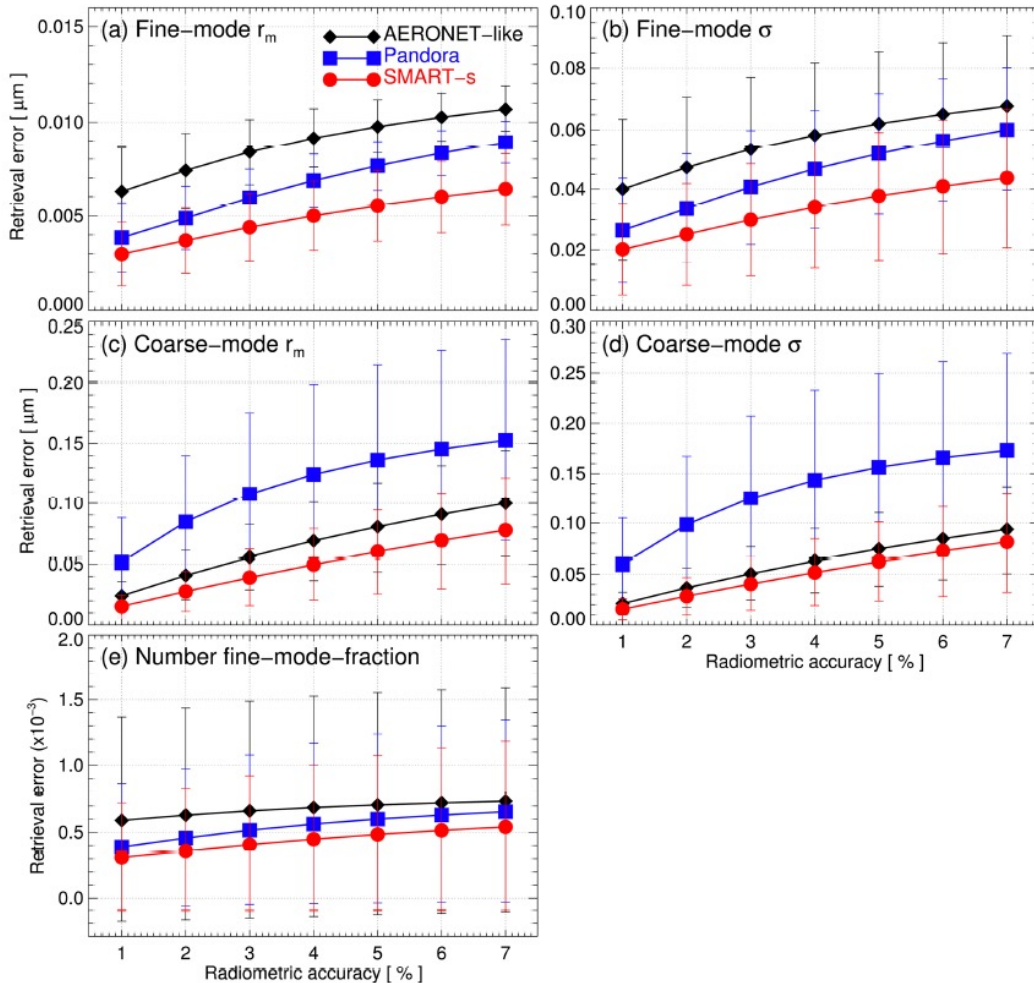 (a) Fine-mode rm
AERONET-like
Pandora
SMART-s
0.015
0.010
0.005
0.000
Retrieval error [ μm ]
(b) Fine-mode σ
0.10
0.08
0.06
0.04
0.02
0.00
(c) Coarse-mode rm
0.25
0.20
0.15
0.10
0.05
0.00
Retrieval error [ μm ]
(d) Coarse-mode σ
0.30
0.25
0.20
0.15
0.10
0.05
0.00
1 2 3 4 5 6 7
Radiometric accuracy [ % ]
(e) Number fine-mode-fraction
2.0
1.5
1.0
0.5
0.0
Retrieval error (x10⁻³)
1 2 3 4 5 6 7
Radiometric accuracy [ % ]